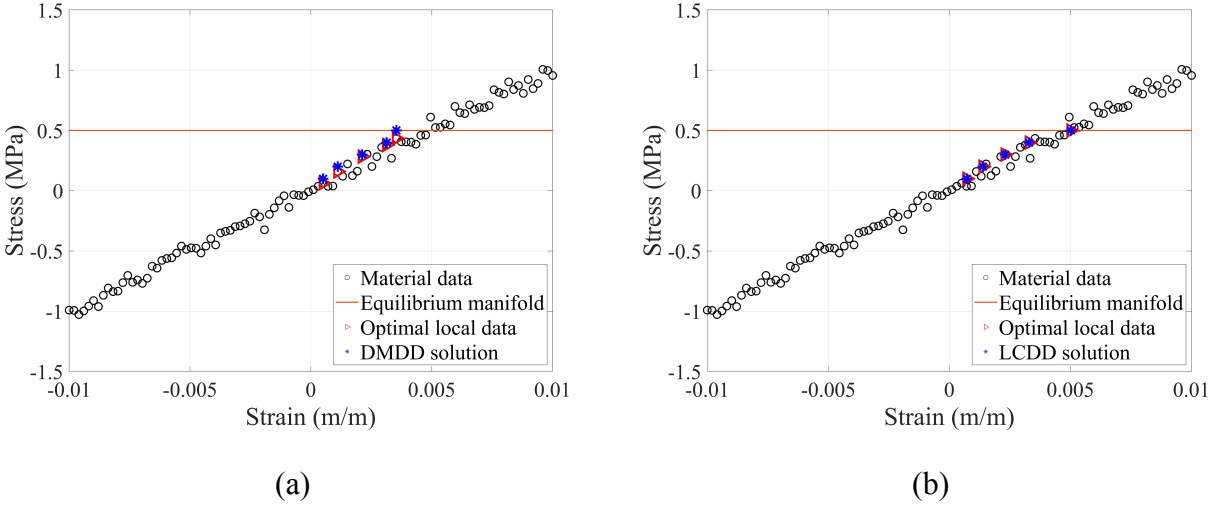 1.5
1
0.5
0
-0.5
-1
-1.5
Stress (MPa)
Material data
Equilibrium manifold
Optimal local data
DMDD solution
-0.01
-0.005
0
0.005
0.01
Strain (m/m)
(a)
1.5
1
0.5
0
-0.5
-1
-1.5
Stress (MPa)
Material data
Equilibrium manifold
Optimal local data
LCDD solution
-0.01
-0.005
0
0.005
0.01
Strain (m/m)
(b)